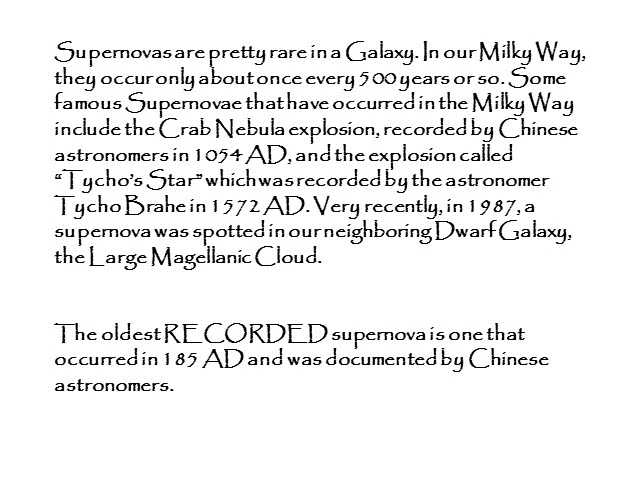 Supernovas are pretty rare in a Galaxy. In our Milky Way,
they occur only about once every 500 years or so. Some
famous Supernovae that have occurred in the Milky Way
include the Crab Nebula explosion, recorded by Chinese
astronomers in 1054 AD, and the explosion called
“Tycho’s Star” which was recorded by the astronomer
Tycho Brahe in 1572 AD. Very recently, in 1987, a
supernova was spotted in our neighboring Dwarf Galaxy,
the Large Magellanic Cloud.
The oldest RECORDED supernova is one that
occurred in 185 AD and was documented by Chinese
astronomers.